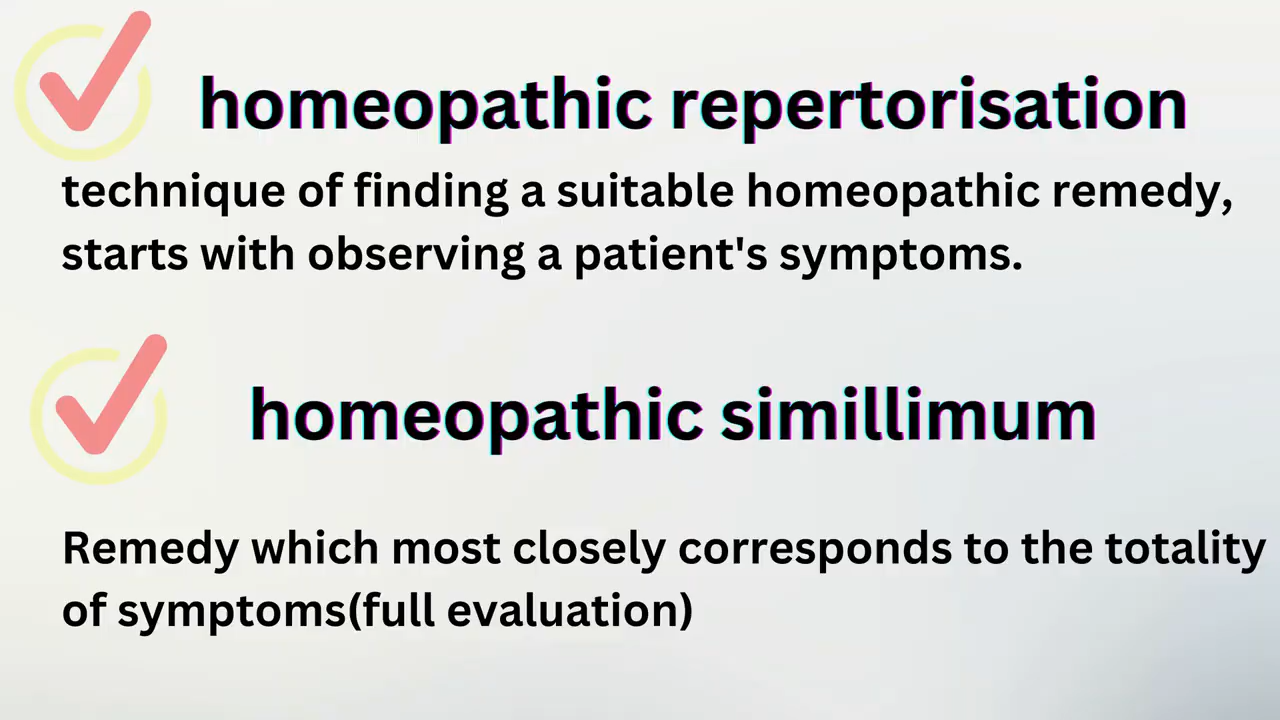 homeopathic repertorisation
technique of finding a suitable homeopathic remedy,
starts with observing a patient's symptoms.
homeopathic simillimum
Remedy which most closely corresponds to the totality
of symptoms(full evaluation)